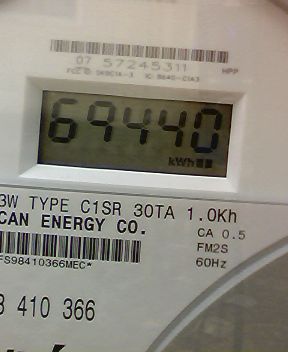 07 57245311
HPP
69440
kWh
3W TYPE C1SR 30TA 1.0Kh
CAN ENERGY CO.
CA 0.5
FM2S
FS98410366MEC*
60Hz
3 410 366